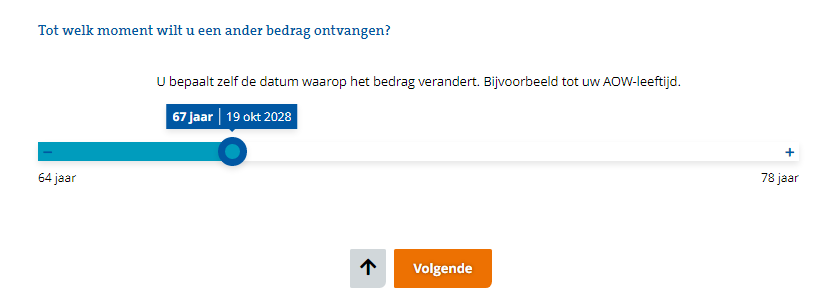 Tot welk moment wilt u een ander bedrag ontvangen?
U bepaalt zelf de datum waarop het bedrag verandert. Bijvoorbeeld tot uw AOW-leeftijd.
67 jaar | 19 okt 2028
− +
64 jaar 78 jaar
Volgende